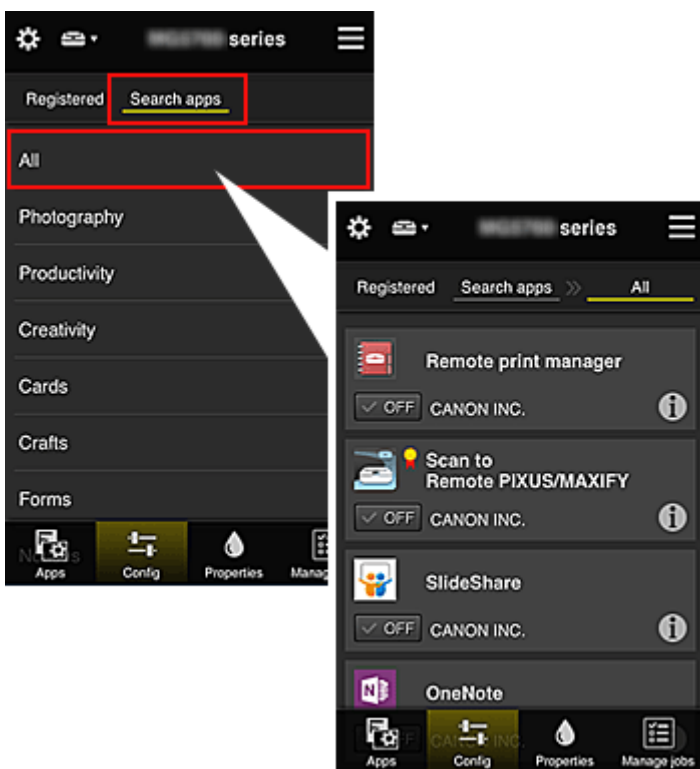 series
Registered Search apps
All
Photography
Productivity
Creativity
Cards
Crafts
Forms
Apps Config Properties
series
Registered Search apps >> All
Remote print manager
OFF CANON INC.
Scan to
Remote PIXUS/MAXIFY
OFF CANON INC.
SlideShare
OFF CANON INC.
OneNote
CANON INC.
Apps Config Properties Manage jobs